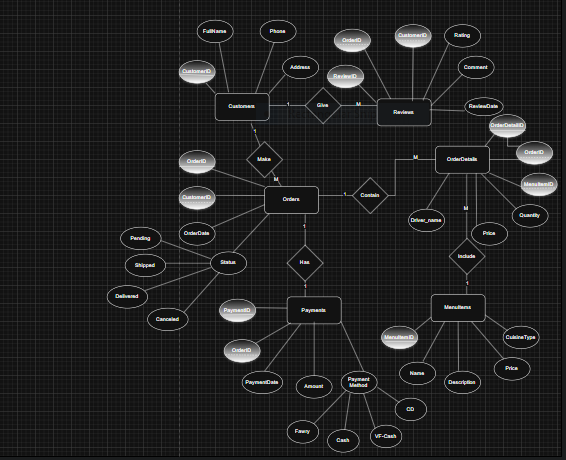 FullName
Phone
OrderID
CustomerID
Rating
CustomerID
Address
ReviewID
Comment
Customers
1
Give
M
Reviews
ReviewDate
OrderDetailID
1
Make
M
OrderID
M
OrderDetails
OrderID
CustomerID
Orders
1
Contain
MenuItemID
OrderDate
Driver_name
M
Quantity
Price
Pending
1
Shipped
Status
Has
Include
Delivered
1
1
Canceled
PaymentID
Payments
MenuItems
OrderID
MenuItemID
CuisineType
PaymentDate
Amount
Payment
Method
Name
Description
Price
CD
Fawry
Cash
VF-Cash